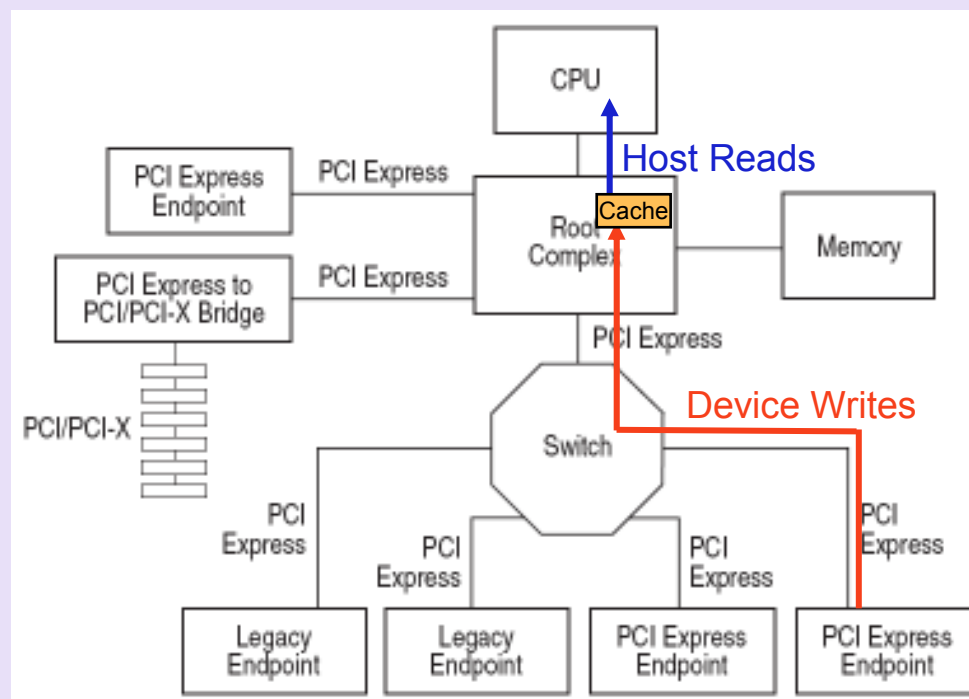 CPU
Host Reads
PCI Express
Endpoint
PCI Express
Cache
Root
Complex
Memory
PCI Express to
PCI/PCI-X Bridge
PCI Express
PCI Express
PCI/PCI-X
Device Writes
Switch
PCI
Express
PCI
Express
PCI
Express
PCI
Express
Legacy
Endpoint
Legacy
Endpoint
PCI Express
Endpoint
PCI Express
Endpoint